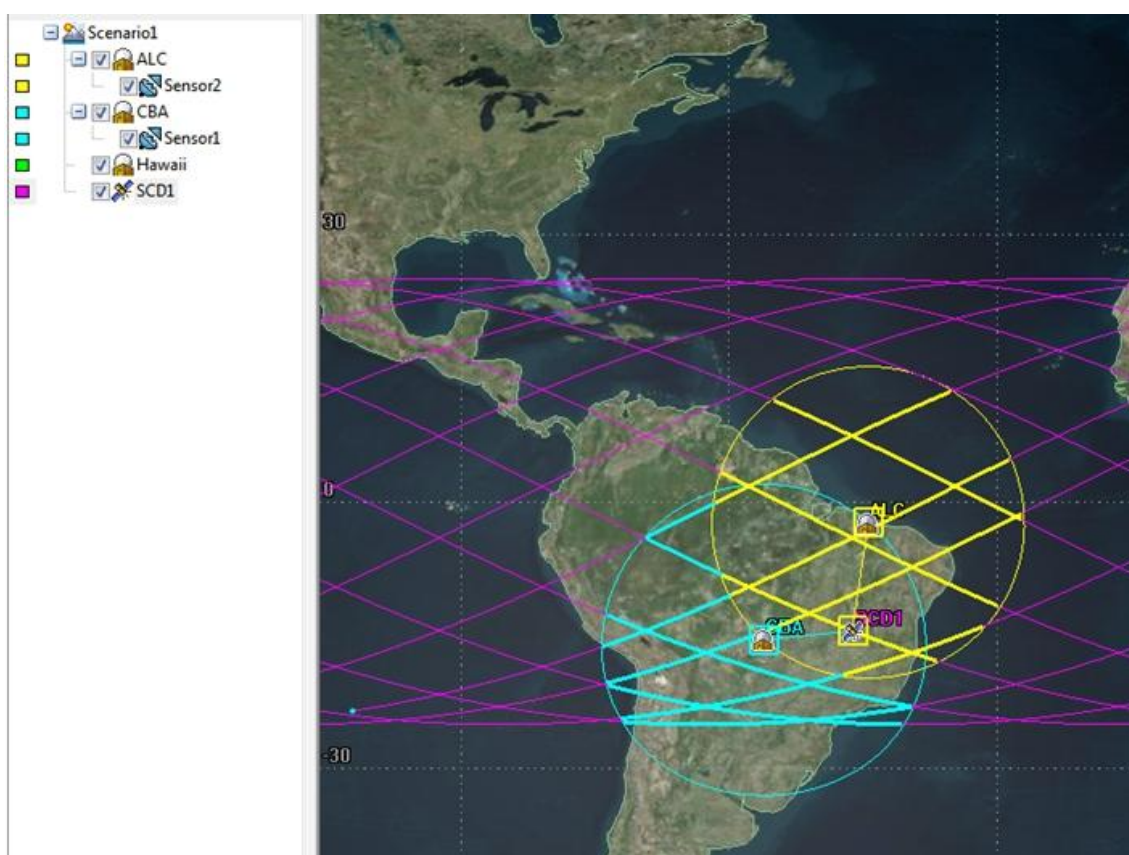 Scenario1
ALC
Sensor2
CBA
Sensor1
Hawaii
SCD1
30
0
ALC
SCD1
CBA
-30